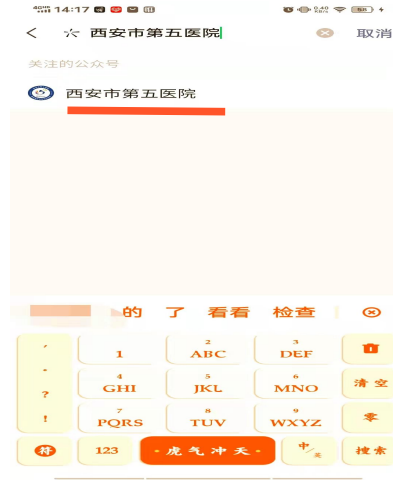 14:17
西安市第五医院 取消
关注的公众号
西安市第五医院
的 了 看看 检查
1 2 ABC 3 DEF
4 GHI 5 JKL 6 MNO 清空
? 7 PQRS 8 TUV 9 WXYZ 零
!
符 123 ·虎气冲天· 中/英 搜索